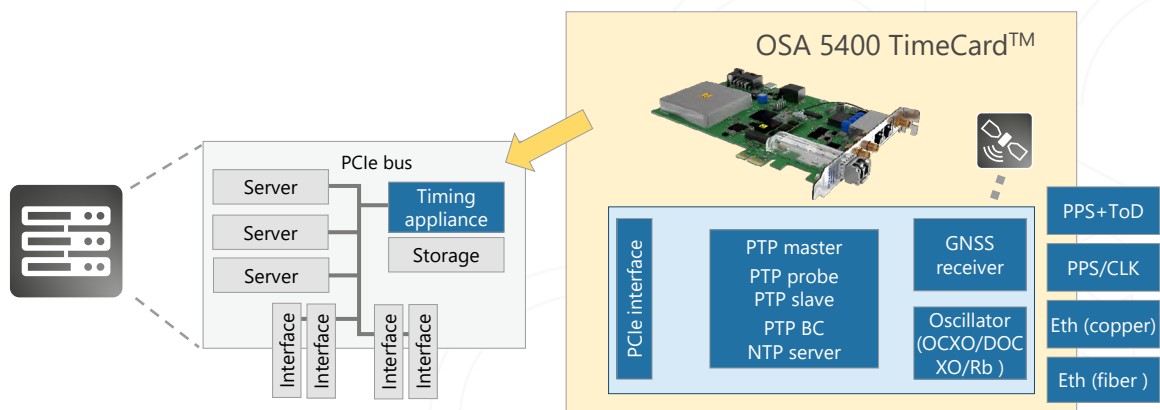 OSA 5400 TimeCard™
PCIe bus
Server
Server
Server
Timing
appliance
Storage
Interface
Interface
Interface
Interface
PCIe interface
PTP master
PTP probe
PTP slave
PTP BC
NTP server
GNSS
receiver
Oscillator
(OCXO/DOC
XO/Rb )
PPS+ToD
PPS/CLK
Eth (copper)
Eth (fiber )